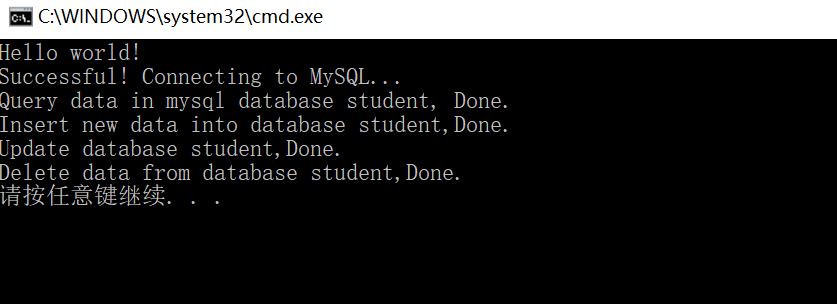 C:\WINDOWS\system32\cmd.exe
Hello world!
Successful! Connecting to MySQL...
Query data in mysql database student, Done.
Insert new data into database student,Done.
Update database student,Done.
Delete data from database student,Done.
请按任意键继续. . .